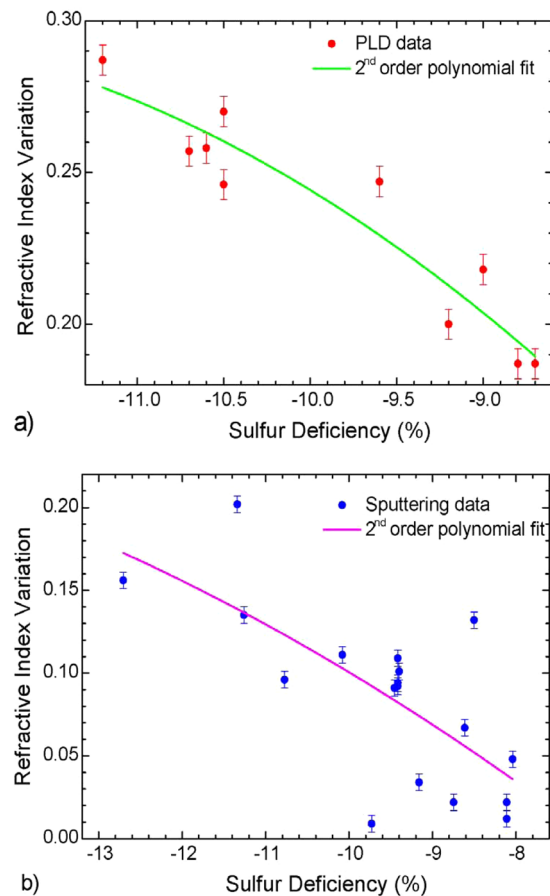 0.30
0.25
0.20
Refractive Index Variation
PLD data
2nd order polynomial fit
-11.0 -10.5 -10.0 -9.5 -9.0
Sulfur Deficiency (%)
a)
0.20
0.15
0.10
0.05
0.00
Refractive Index Variation
Sputtering data
2nd order polynomial fit
-13 -12 -11 -10 -9 -8
Sulfur Deficiency (%)
b)